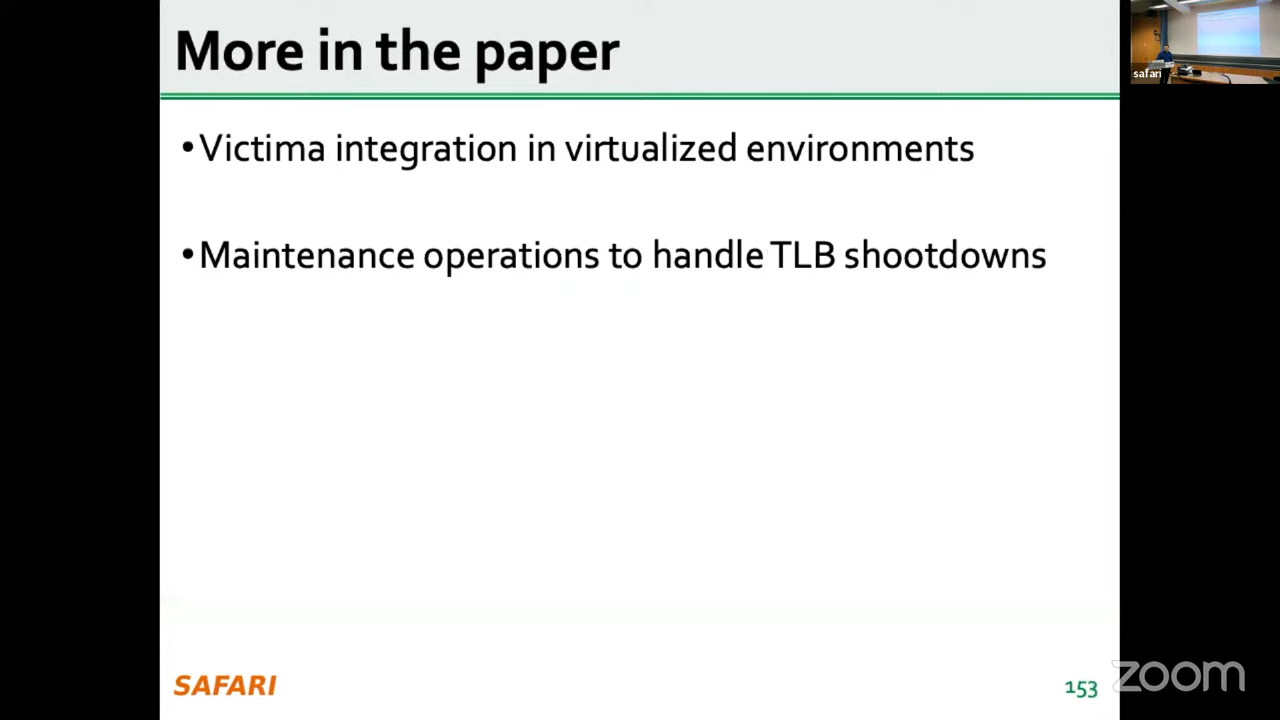 More in the paper
safari
•Victima integration in virtualized environments
•Maintenance operations to handle TLB shootdowns
SAFARI
153
zoom